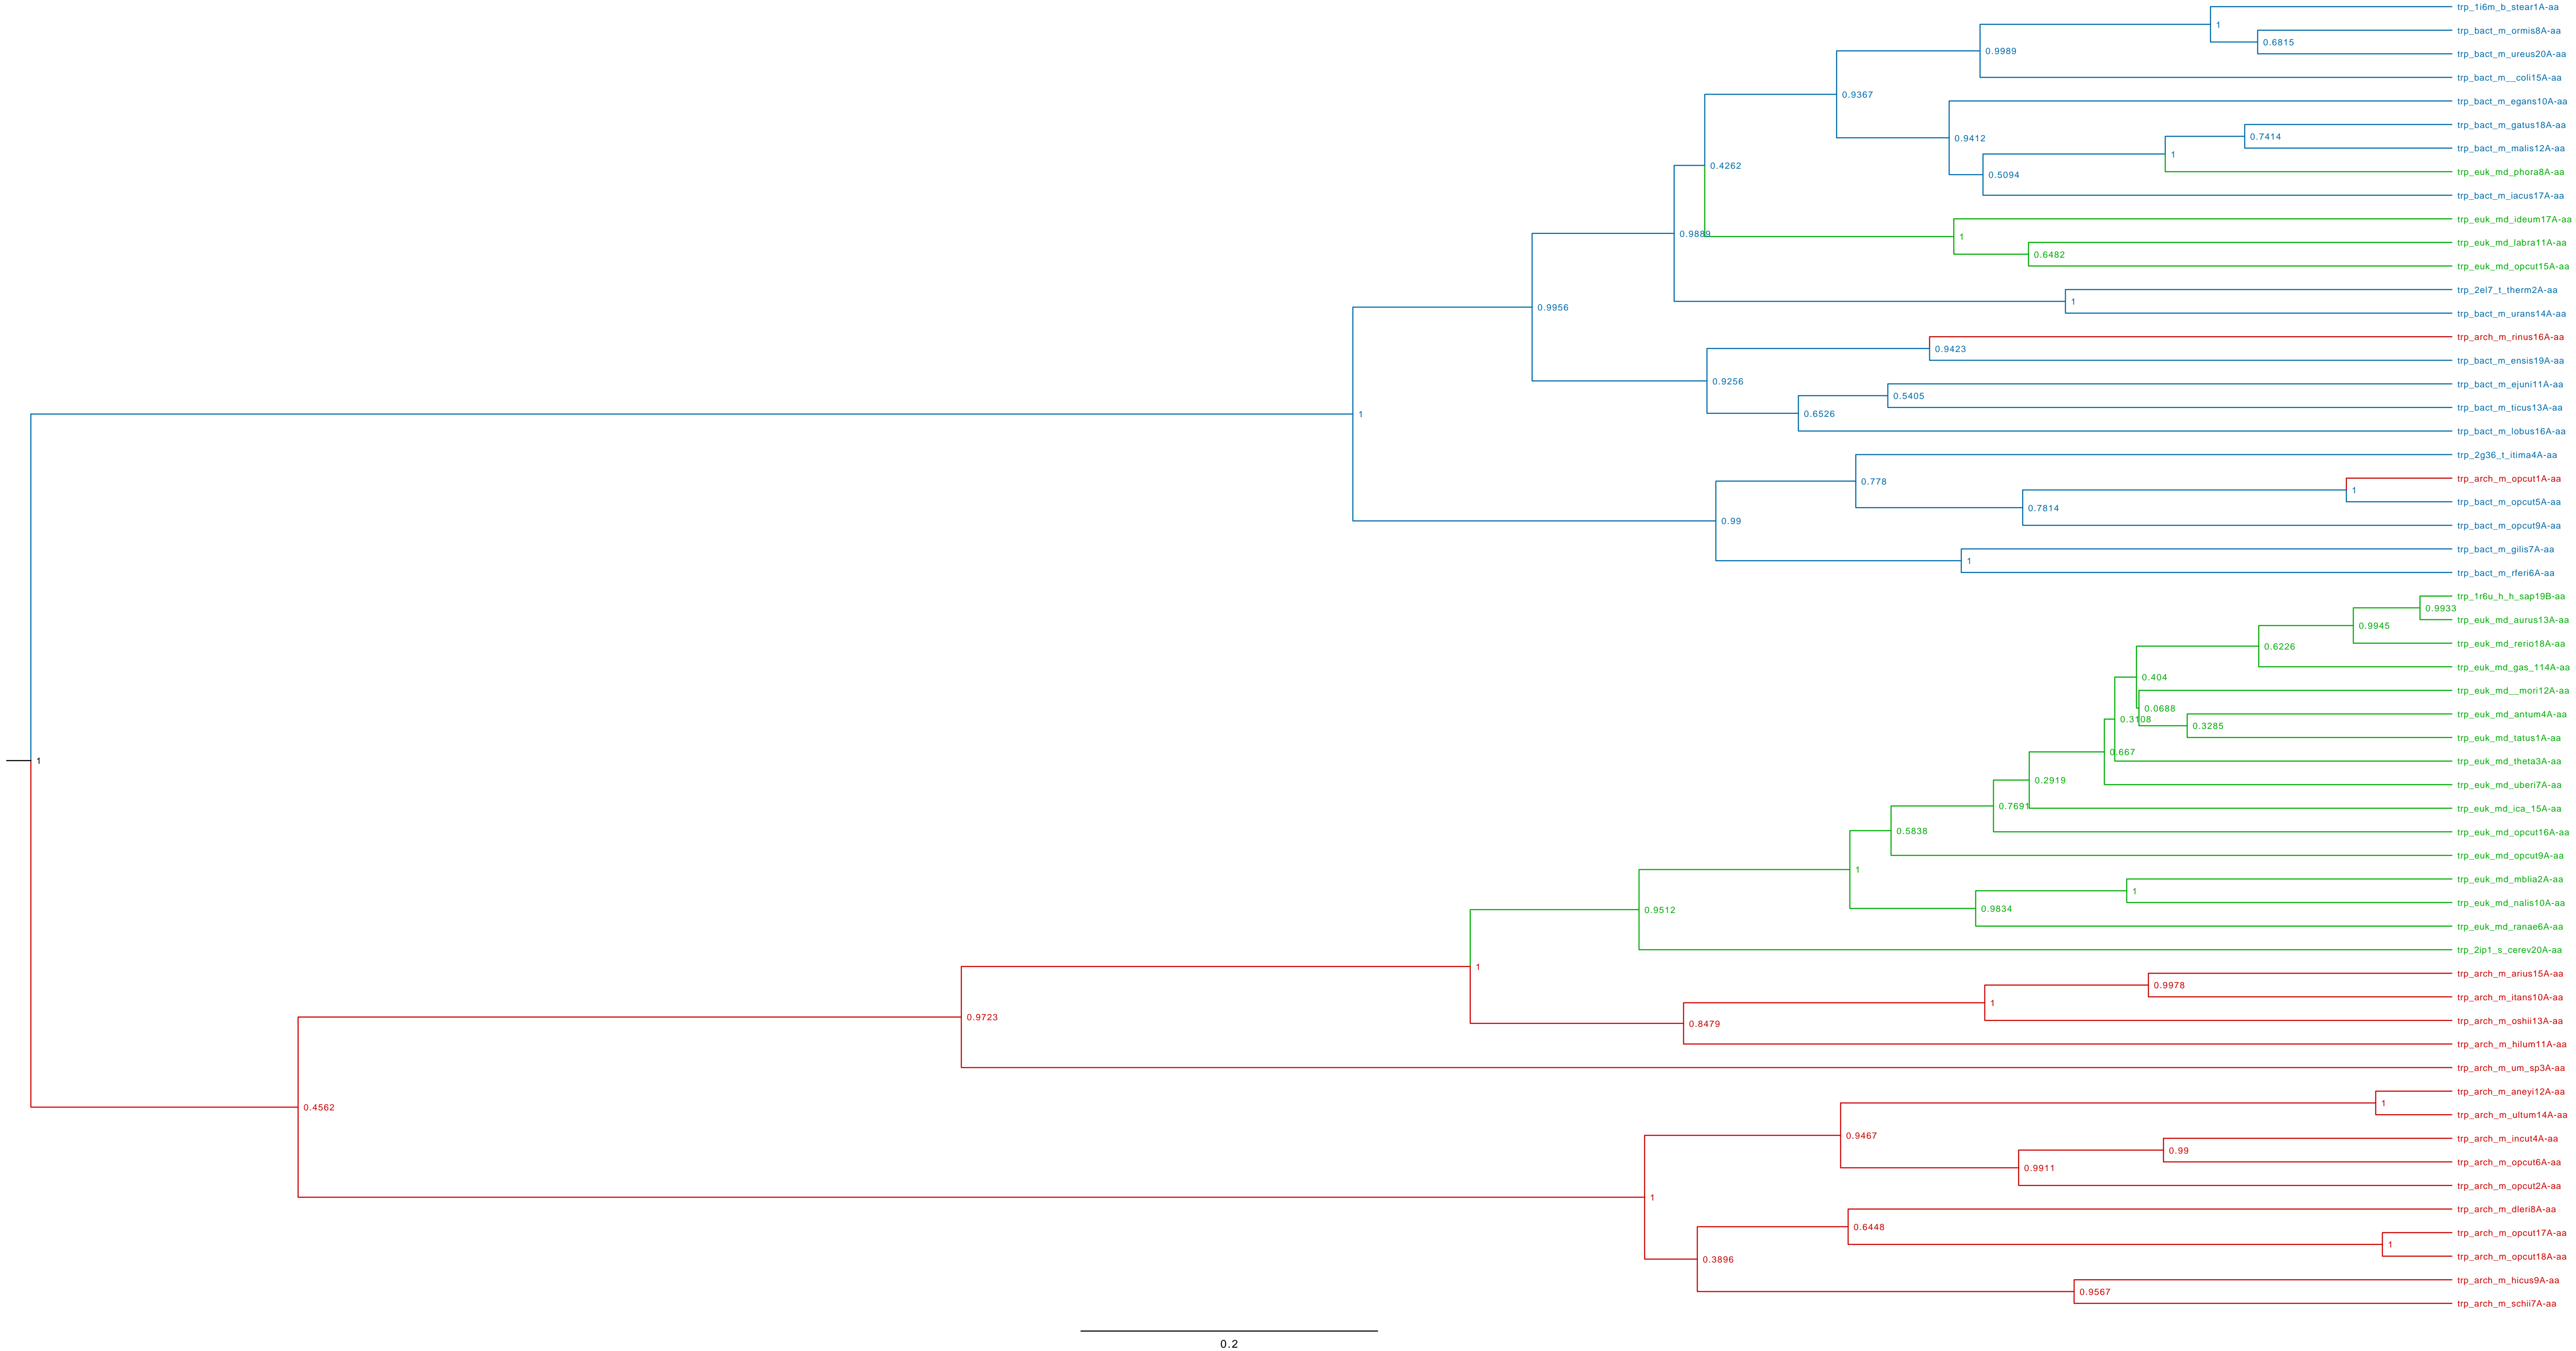 trp_1i6m_b_stear1A-aa
1
trp_bact_m_ormis8A-aa
0.6815
0.9989
trp_bact_m_ureus20A-aa
trp_bact_m__coli15A-aa
0.9367
trp_bact_m_egans10A-aa
trp_bact_m_gatus18A-aa
0.7414
0.9412
trp_bact_m_malis12A-aa
1
0.4262
trp_euk_md_phora8A-aa
0.5094
trp_bact_m_iacus17A-aa
trp_euk_md_ideum17A-aa
0.9889
1
trp_euk_md_labra11A-aa
0.6482
trp_euk_md_opcut15A-aa
trp_2el7_t_therm2A-aa
1
0.9956
trp_bact_m_urans14A-aa
trp_arch_m_rinus16A-aa
0.9423
trp_bact_m_ensis19A-aa
0.9256
trp_bact_m_ejuni11A-aa
0.5405
trp_bact_m_ticus13A-aa
0.6526
1
trp_bact_m_lobus16A-aa
trp_2g36_t_itima4A-aa
0.778
trp_arch_m_opcut1A-aa
1
trp_bact_m_opcut5A-aa
0.7814
0.99
trp_bact_m_opcut9A-aa
trp_bact_m_gilis7A-aa
1
trp_bact_m_rferi6A-aa
trp_1r6u_h_h_sap19B-aa
0.9933
trp_euk_md_aurus13A-aa
0.9945
trp_euk_md_rerio18A-aa
0.6226
trp_euk_md_gas_114A-aa
0.404
trp_euk_md__mori12A-aa
0.0688
trp_euk_md_antum4A-aa
0.3108
0.3285
trp_euk_md_tatus1A-aa
0.667
1
trp_euk_md_theta3A-aa
0.2919
trp_euk_md_uberi7A-aa
0.7691
trp_euk_md_ica_15A-aa
0.5838
trp_euk_md_opcut16A-aa
trp_euk_md_opcut9A-aa
1
trp_euk_md_mblia2A-aa
1
trp_euk_md_nalis10A-aa
0.9512
0.9834
trp_euk_md_ranae6A-aa
trp_2ip1_s_cerev20A-aa
1
trp_arch_m_arius15A-aa
0.9978
trp_arch_m_itans10A-aa
1
0.9723
trp_arch_m_oshii13A-aa
0.8479
trp_arch_m_hilum11A-aa
trp_arch_m_um_sp3A-aa
trp_arch_m_aneyi12A-aa
0.4562
1
trp_arch_m_ultum14A-aa
0.9467
trp_arch_m_incut4A-aa
0.99
trp_arch_m_opcut6A-aa
0.9911
trp_arch_m_opcut2A-aa
1
trp_arch_m_dleri8A-aa
0.6448
trp_arch_m_opcut17A-aa
1
trp_arch_m_opcut18A-aa
0.3896
trp_arch_m_hicus9A-aa
0.9567
trp_arch_m_schii7A-aa
0.2